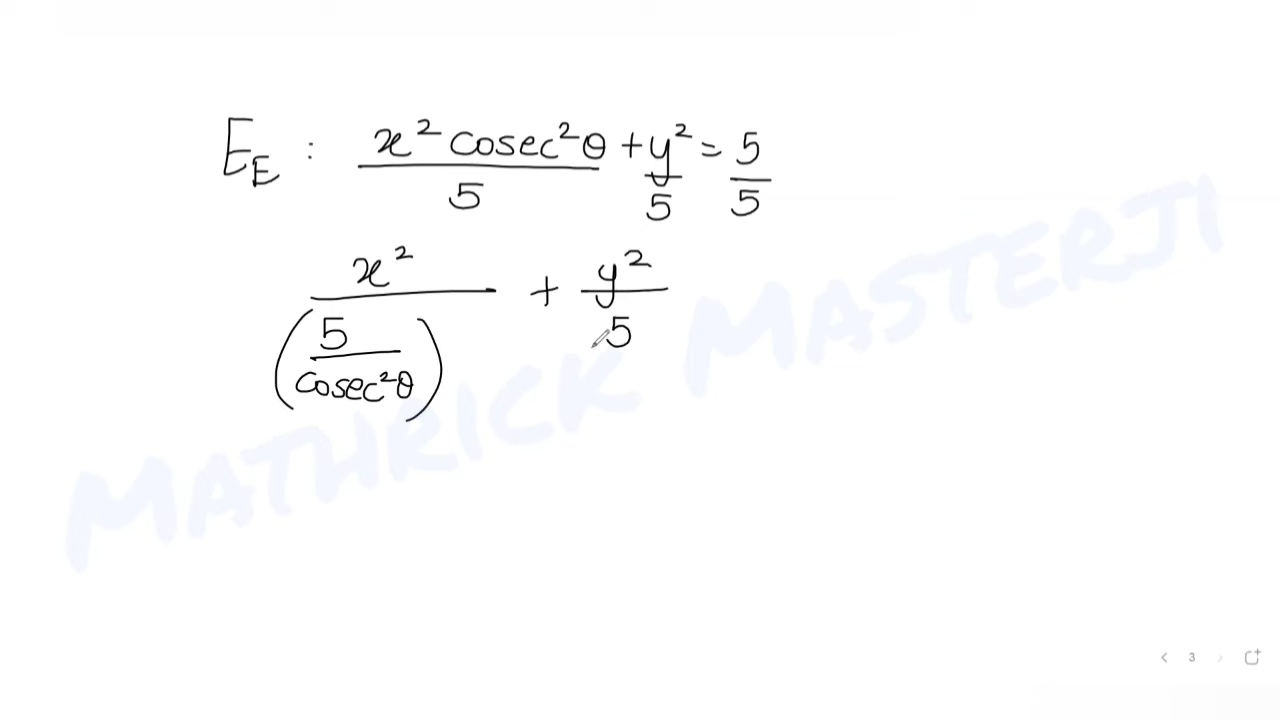 E_E : x² cosec²θ / 5 + y² / 5 = 5 / 5
x² / (5 / cosec²θ) + y² / 5
MATHRICK MASTERJI
3